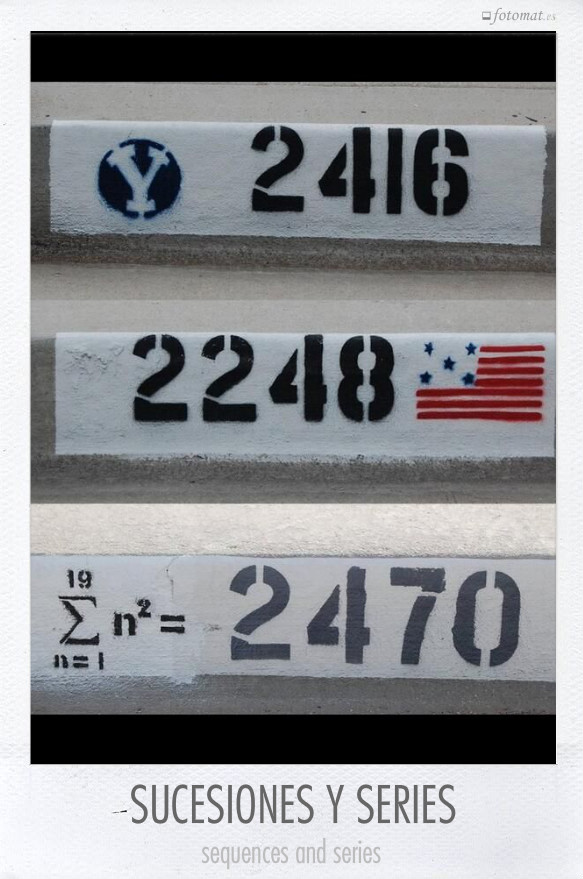 fotomat.es
Y 2416
2248
19
∑ n² = 2470
n=1
SUCESIONES Y SERIES
sequences and series